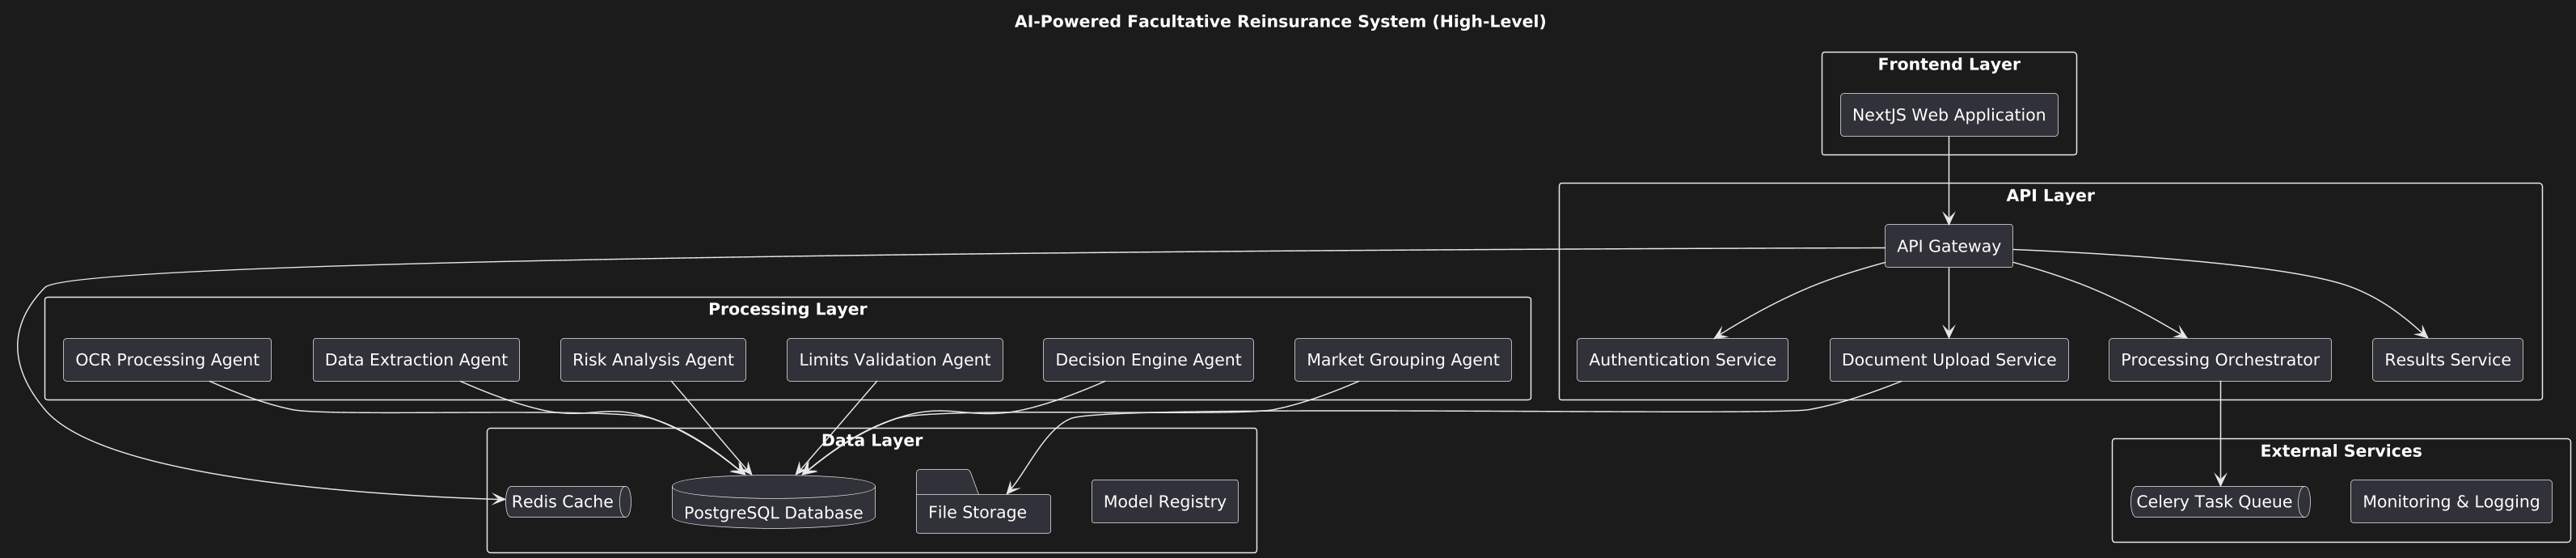 AI-Powered Facultative Reinsurance System (High-Level)
Frontend Layer
NextJS Web Application
API Layer
API Gateway
Authentication Service
Document Upload Service
Processing Orchestrator
Results Service
Processing Layer
OCR Processing Agent
Data Extraction Agent
Risk Analysis Agent
Limits Validation Agent
Decision Engine Agent
Market Grouping Agent
Data Layer
Redis Cache
PostgreSQL Database
File Storage
Model Registry
External Services
Celery Task Queue
Monitoring & Logging